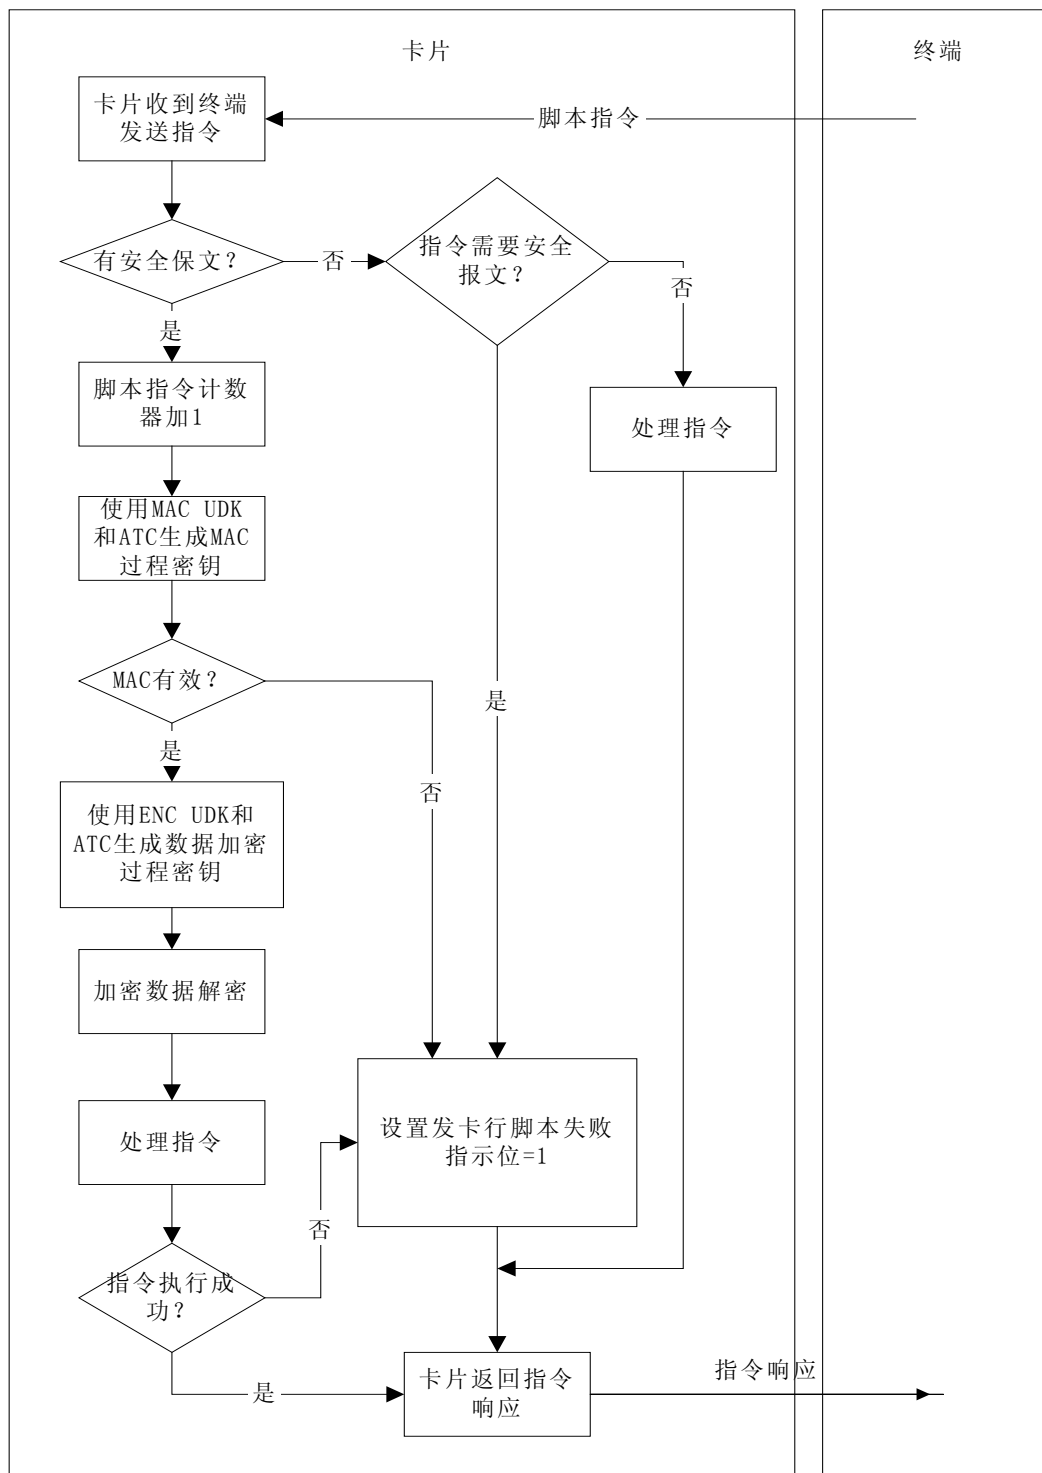 卡片
终端
卡片收到终端
发送指令
脚本指令
有安全保文?
否
指令需要安全
报文?
否
是
脚本指令计数
器加1
处理指令
使用MAC UDK
和ATC生成MAC
过程密钥
MAC有效?
是
是
否
使用ENC UDK和
ATC生成数据加密
过程密钥
加密数据解密
处理指令
设置发卡行脚本失败
指示位=1
否
指令执行成
功?
是
卡片返回指令
响应
指令响应